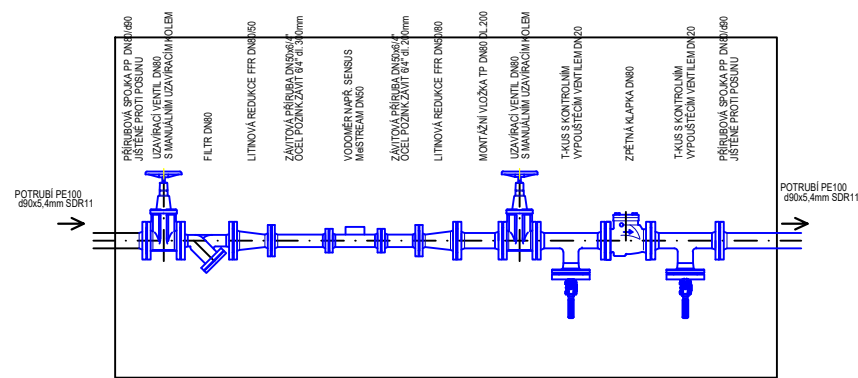 PŘÍRUBOVÁ SPOJKA PP DN80/d90
JIŠTĚNÉ PROTI POSUNU
UZAVÍRACÍ VENTIL DN80
S MANUÁLNÍM UZAVÍRACÍM KOLEM
FILTR DN80
LITINOVÁ REDUKCE FFR DN80/50
ZÁVITOVÁ PŘÍRUBA DN50x6/4"
OCEL POZINK.ZÁVIT 6/4" dl.300mm
VODOMĚR NAPŘ. SENSUS
MeiSTREAM DN50
ZÁVITOVÁ PŘÍRUBA DN50x6/4"
OCEL POZINK.ZÁVIT 6/4" dl. 200mm
LITINOVÁ REDUKCE FFR DN50/80
MONTÁŽNÍ VLOŽKA TP DN80 DL.200
UZAVÍRACÍ VENTIL DN80
S MANUÁLNÍM UZAVÍRACÍM KOLEM
T-KUS S KONTROLNÍM
VYPOUŠTĚCÍM VENTILEM DN20
ZPĚTNÁ KLAPKA DN80
T-KUS S KONTROLNÍM
VYPOUŠTĚCÍM VENTILEM DN20
PŘÍRUBOVÁ SPOJKA PP DN80/d90
JIŠTĚNÉ PROTI POSUNU
POTRUBÍ PE100
d90x5,4mm SDR11
POTRUBÍ PE100
d90x5,4mm SDR11